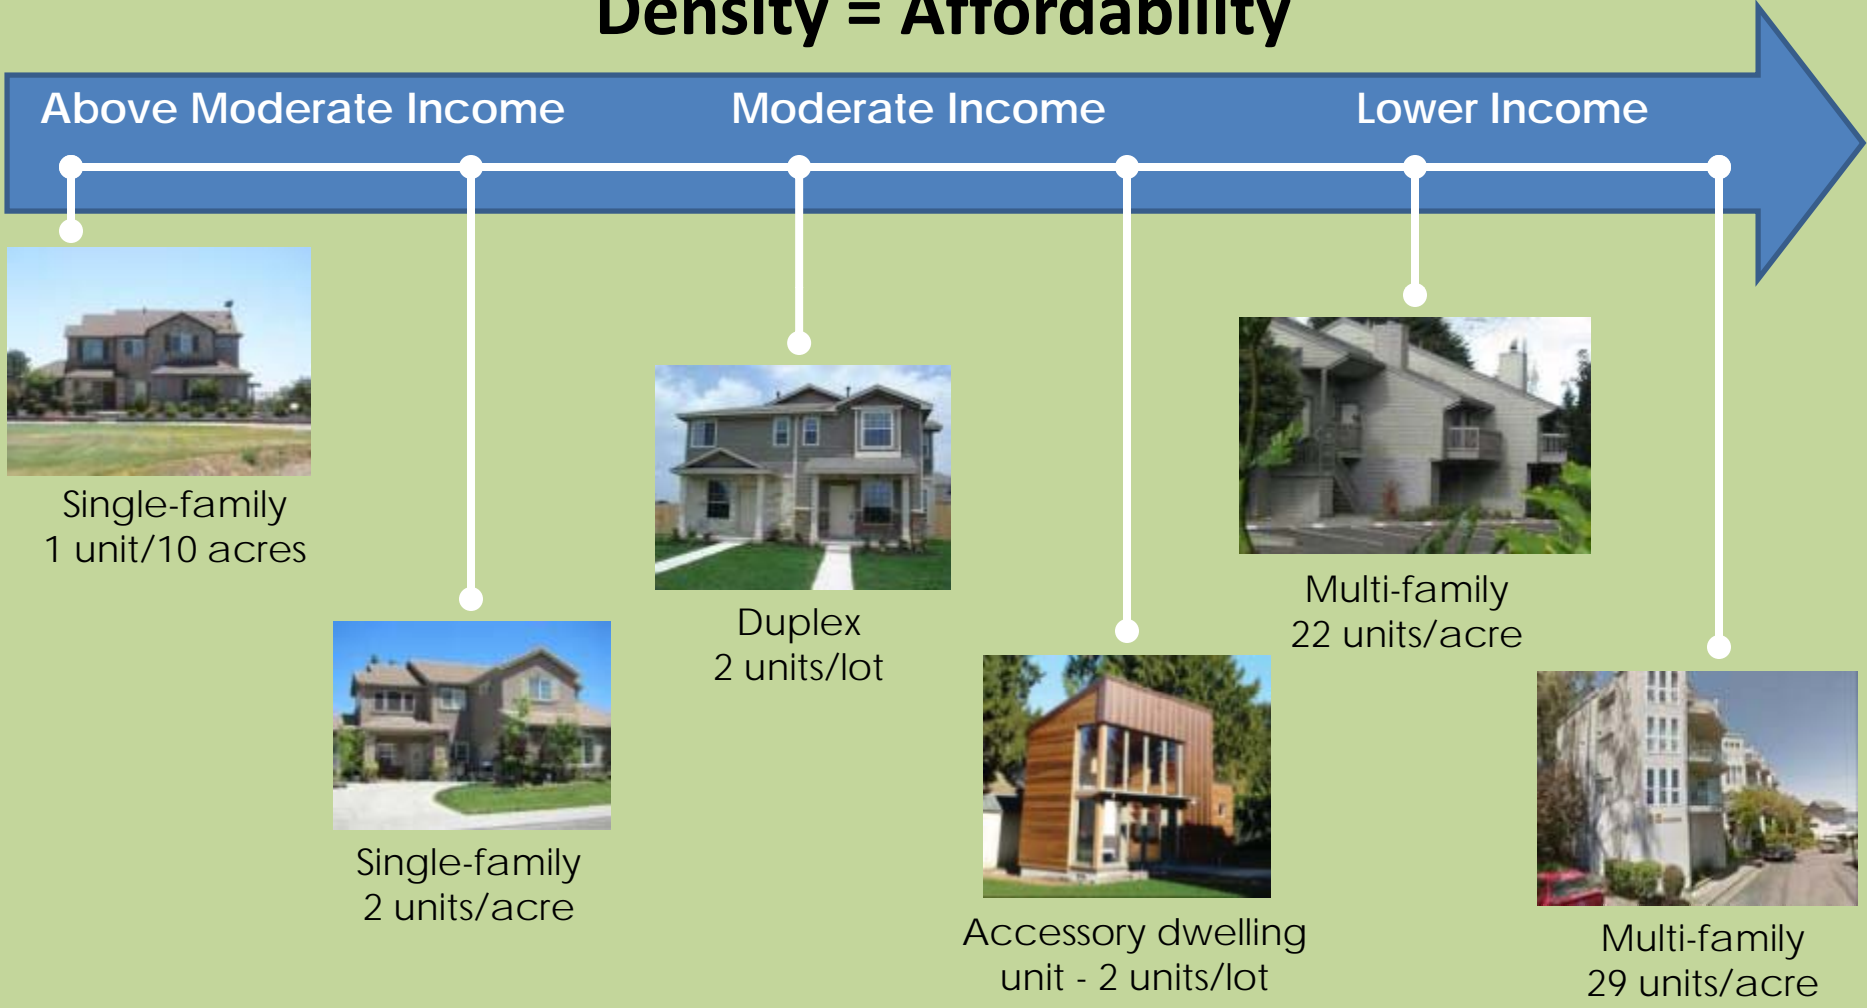 Density = Affordability
Above Moderate Income
Moderate Income
Lower Income
Single-family
1 unit/10 acres
Single-family
2 units/acre
Duplex
2 units/lot
Accessory dwelling
unit - 2 units/lot
Multi-family
22 units/acre
Multi-family
29 units/acre